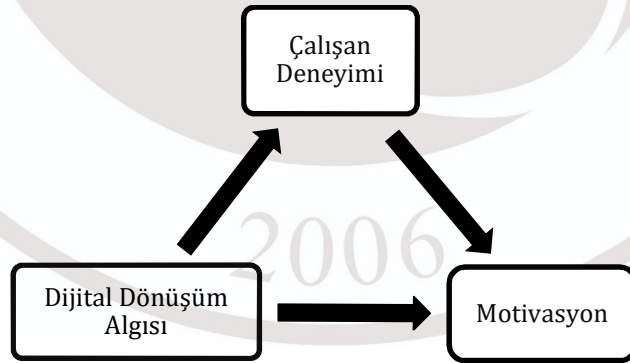 Çalışan
Deneyimi
2006
Dijital Dönüşüm
Algısı
Motivasyon